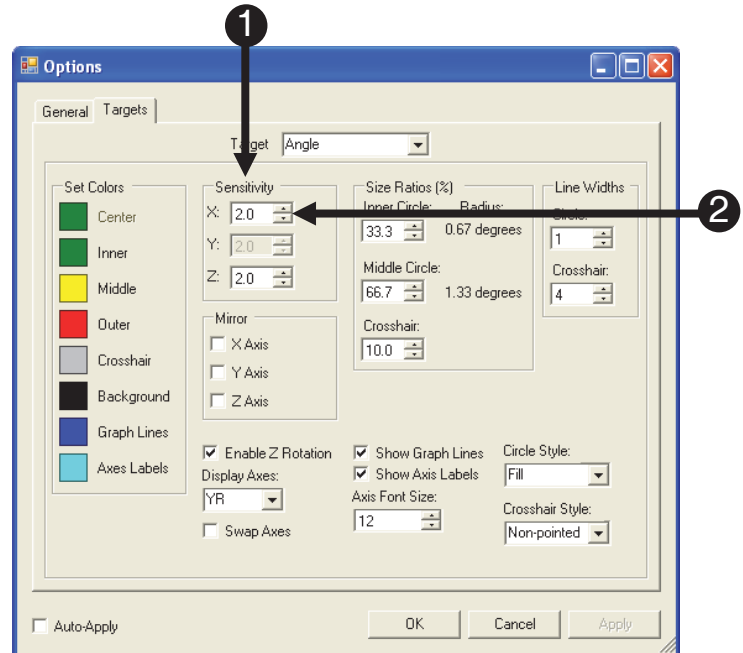 1
Options
General Targets
Target Angle
Set Colors
Center
Inner
Middle
Outer
Crosshair
Background
Graph Lines
Axes Labels
Sensitivity
X: 2.0
Y: 2.0
Z: 2.0
Mirror
X Axis
Y Axis
Z Axis
Size Ratios (%)
Inner Circle: Radius:
33.3 0.67 degrees
Middle Circle:
66.7 1.33 degrees
Crosshair:
10.0
Line Widths
2
Circle:
1
Crosshair:
4
Enable Z Rotation
Display Axes:
YR
Swap Axes
Show Graph Lines
Show Axis Labels
Axis Font Size:
12
Circle Style:
Fill
Crosshair Style:
Non-pointed
Auto-Apply
OK Cancel Apply